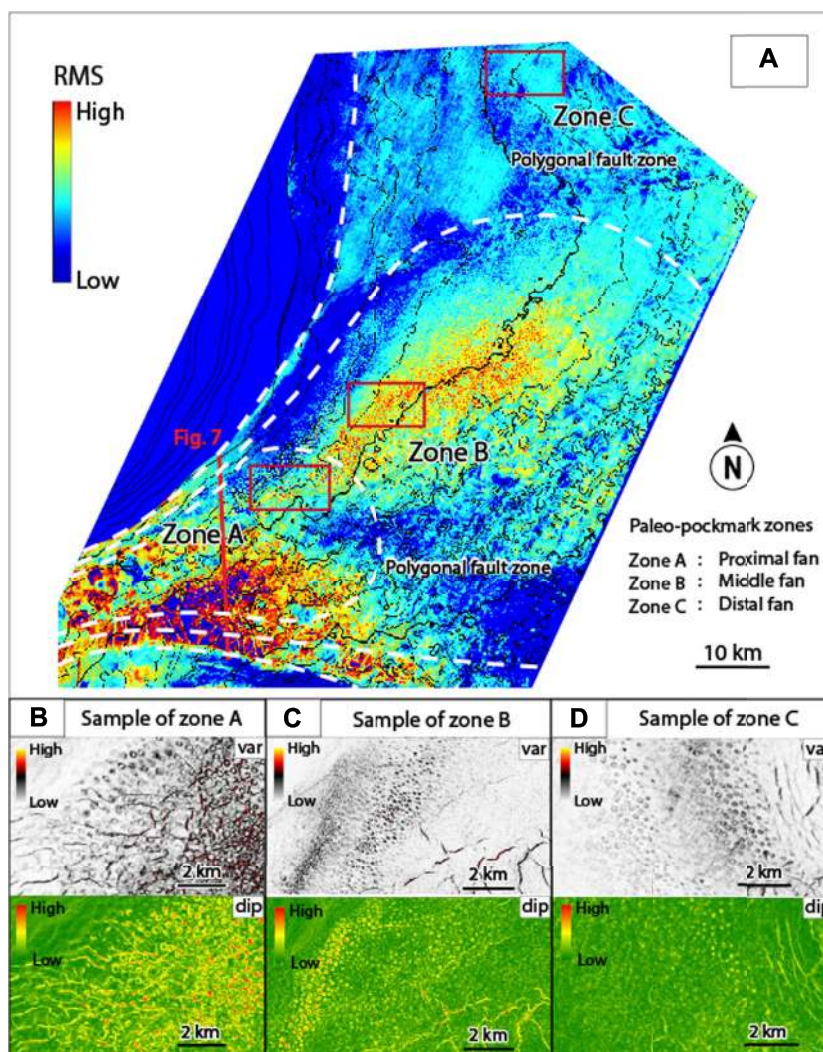 A
RMS
High
Low
Zone C
Polygonal fault zone
Fig. 7
Zone B
Zone A
Polygonal fault zone
N
Paleo-pockmark zones
Zone A : Proximal fan
Zone B : Middle fan
Zone C : Distal fan
10 km
B Sample of zone A
High
var
Low
2 km
High
dip
Low
2 km
C Sample of zone B
High
var
Low
2 km
High
dip
Low
2 km
D Sample of zone C
High
va
Low
2 km
High
dip
Low
2 km